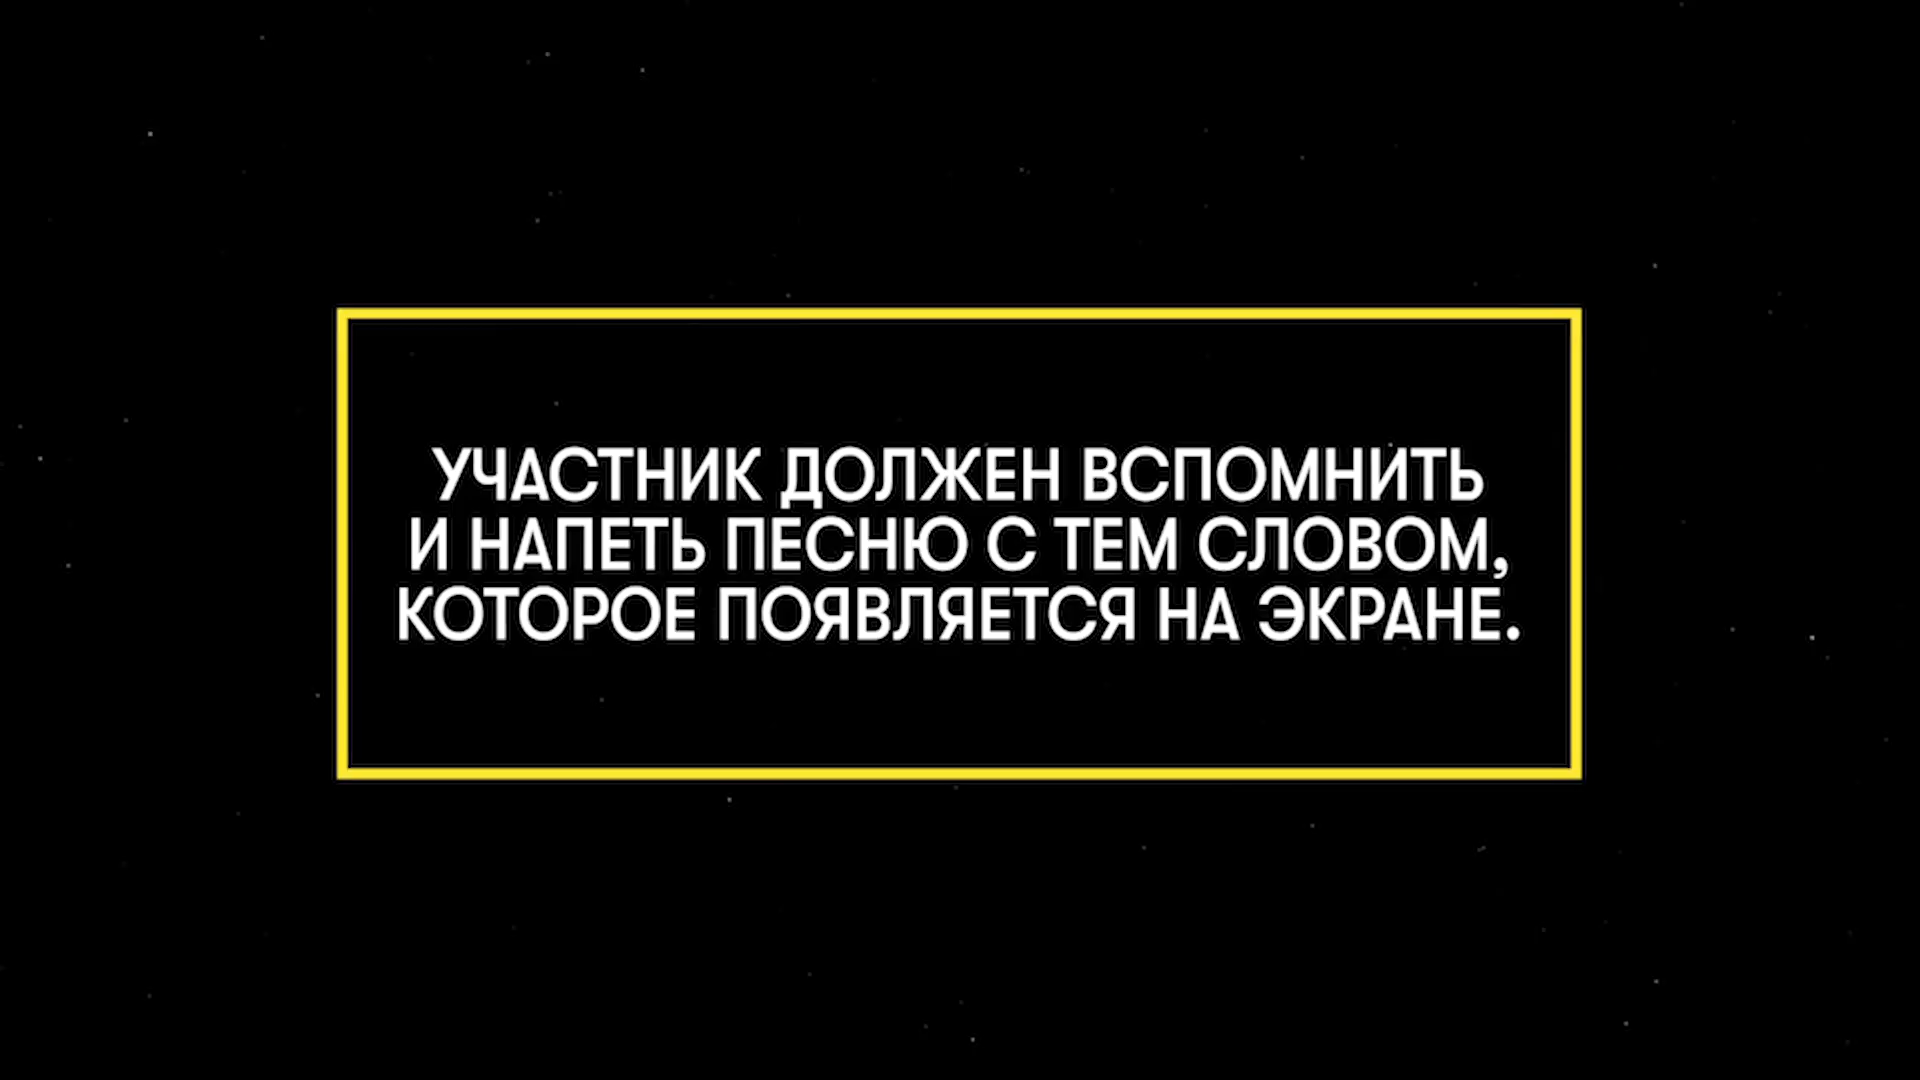 УЧАСТНИК ДОЛЖЕН ВСПОМНИТЬ
И НАПЕТЬ ПЕСНЮ С ТЕМ СЛОВОМ,
КОТОРОЕ ПОЯВЛЯЕТСЯ НА ЭКРАНЕ.